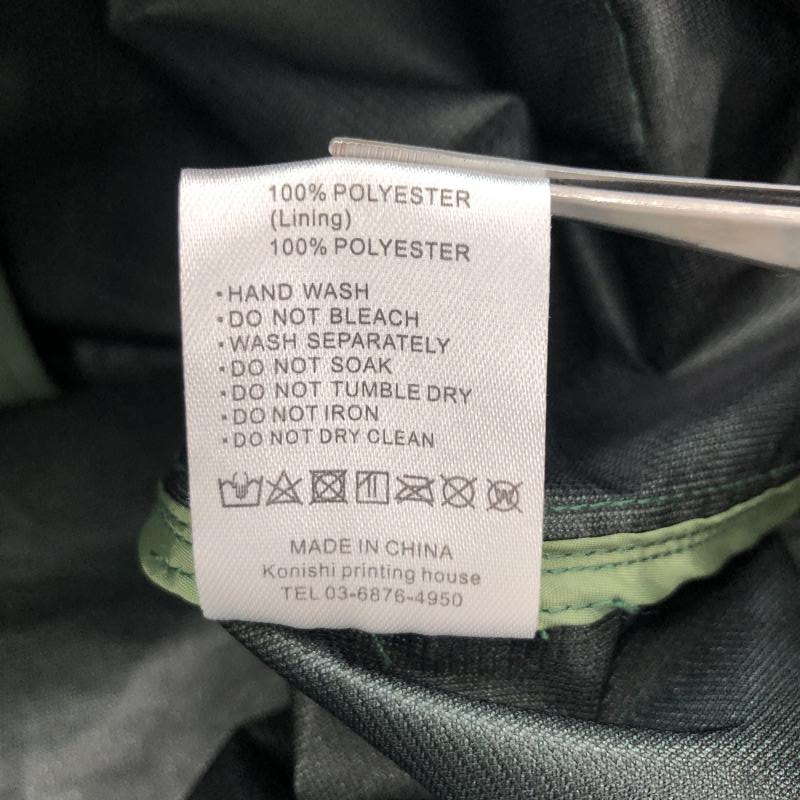 100% POLYESTER
(Lining)
100% POLYESTER
·HAND WASH
·DO NOT BLEACH
·WASH SEPARATELY
·DO NOT SOAK
·DO NOT TUMBLE DRY
·DO NOT IRON
·DO NOT DRY CLEAN
W
MADE IN CHINA
Konishi printing house
TEL 03-6876-4950